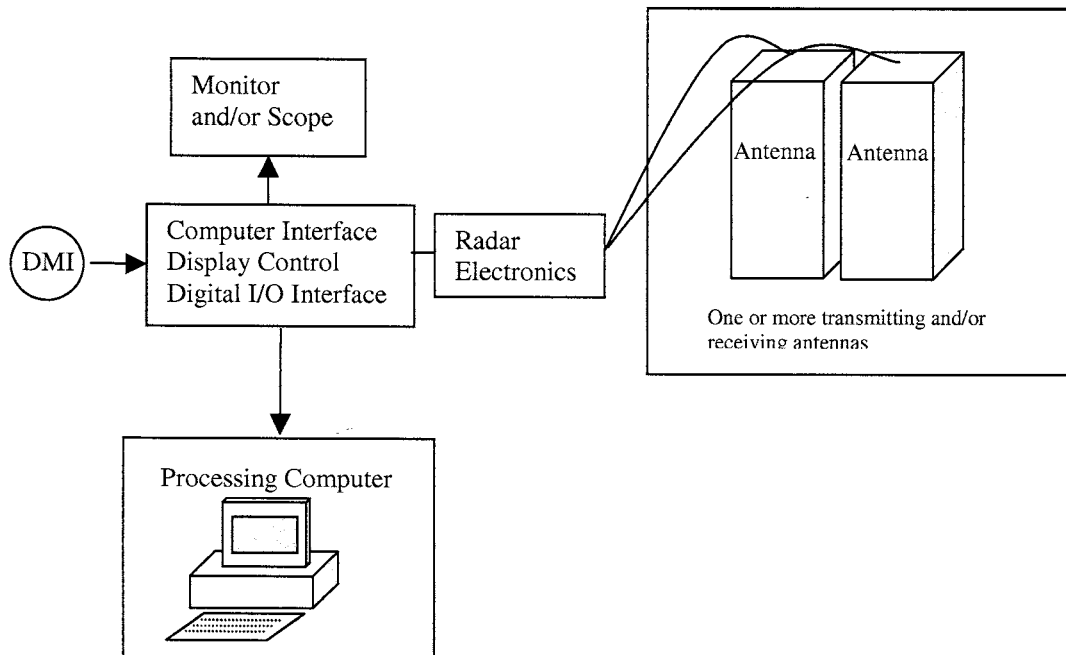 Monitor
and/or Scope
Antenna
Antenna
DMI
Computer Interface
Display Control
Digital I/O Interface
Radar
Electronics
One or more transmitting and/or
receiving antennas
Processing Computer